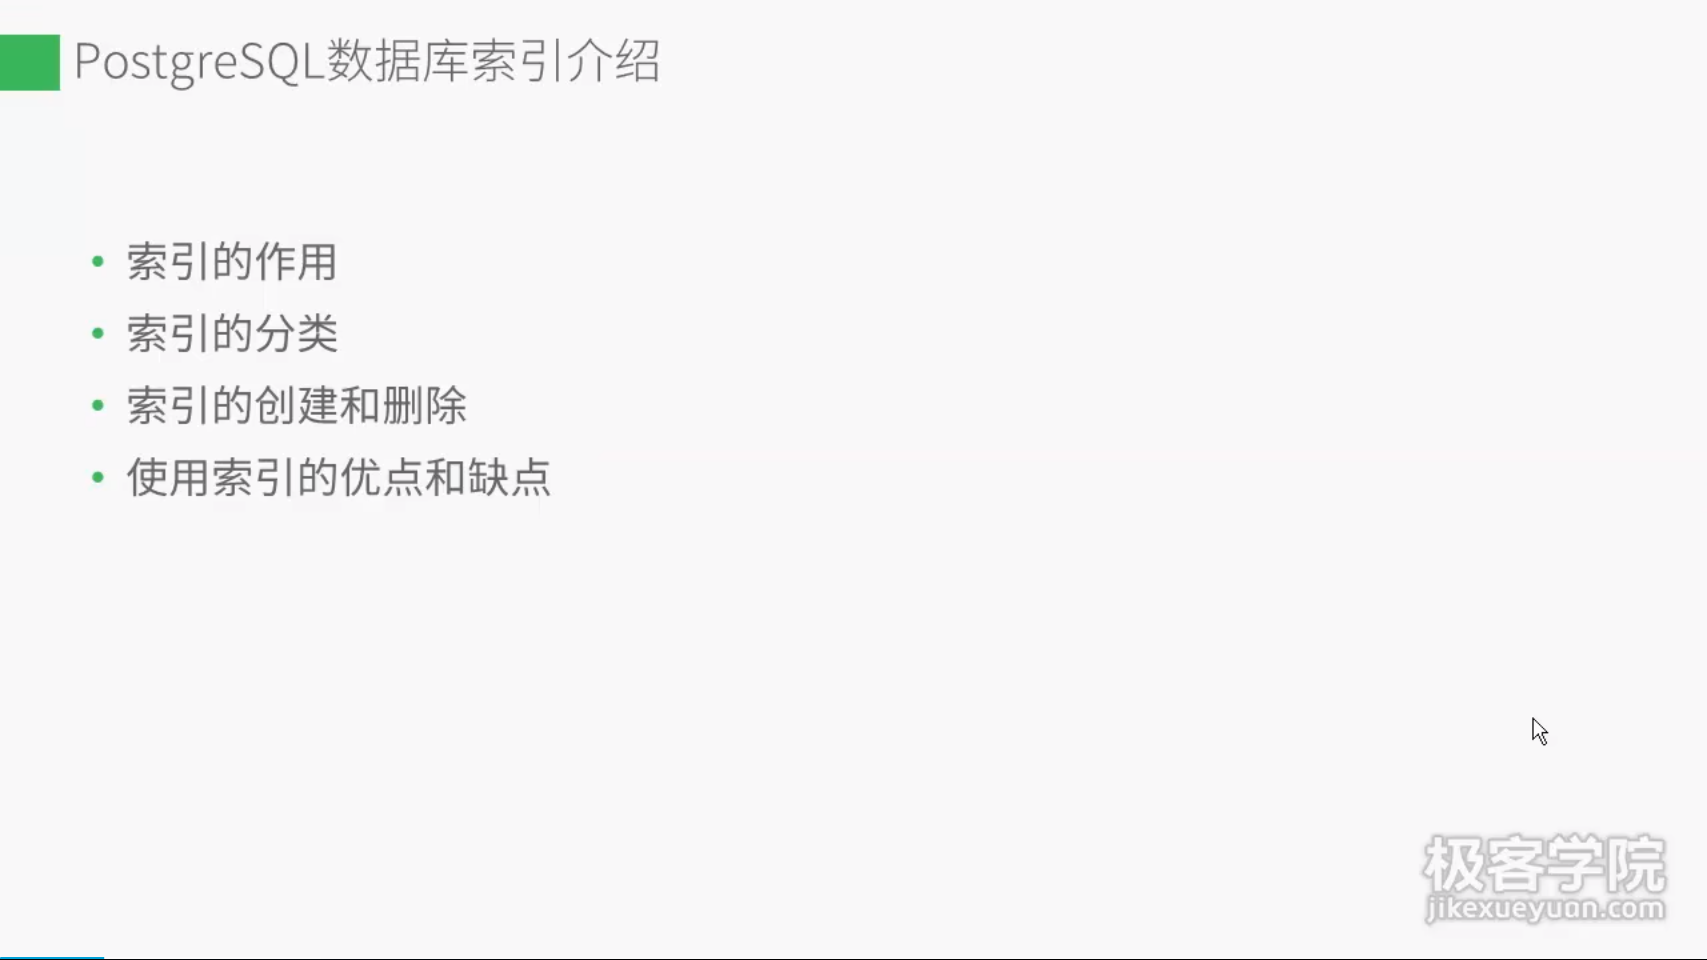 PostgreSQL数据库索引介绍
• 索引的作用
• 索引的分类
• 索引的创建和删除
• 使用索引的优点和缺点
极客学院
jikexueyuan.com